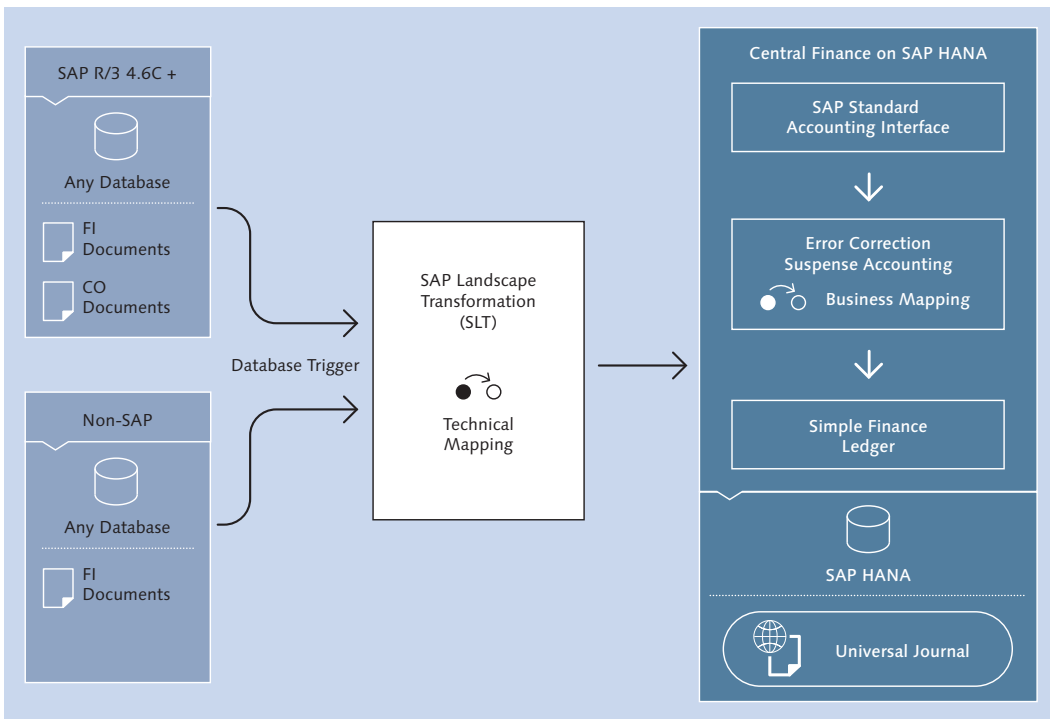 SAP R/3 4.6C +
Any Database
FI
Documents
CO
Documents
Non-SAP
Any Database
FI
Documents
Database Trigger
SAP Landscape
Transformation
(SLT)
Technical
Mapping
Central Finance on SAP HANA
SAP Standard
Accounting Interface
Error Correction
Suspense Accounting
Business Mapping
Simple Finance
Ledger
SAP HANA
Universal Journal